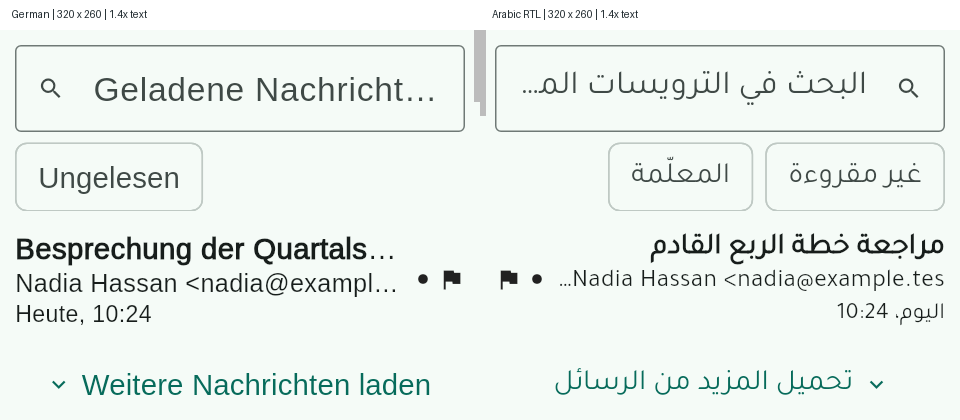 German | 320 x 260 | 1.4x text
Geladene Nachricht...
Ungelesen
Besprechung der Quartals...
Nadia Hassan <nadia@exampl...
Heute, 10:24
Weitere Nachrichten laden
Arabic RTL | 320 x 260 | 1.4x text
البحث في الترويسات الم...
غير مقروءة
المعلّمة
مراجعة خطة الربع القادم
Nadia Hassan <nadia@example.tes...
اليوم، 10:24
تحميل المزيد من الرسائل